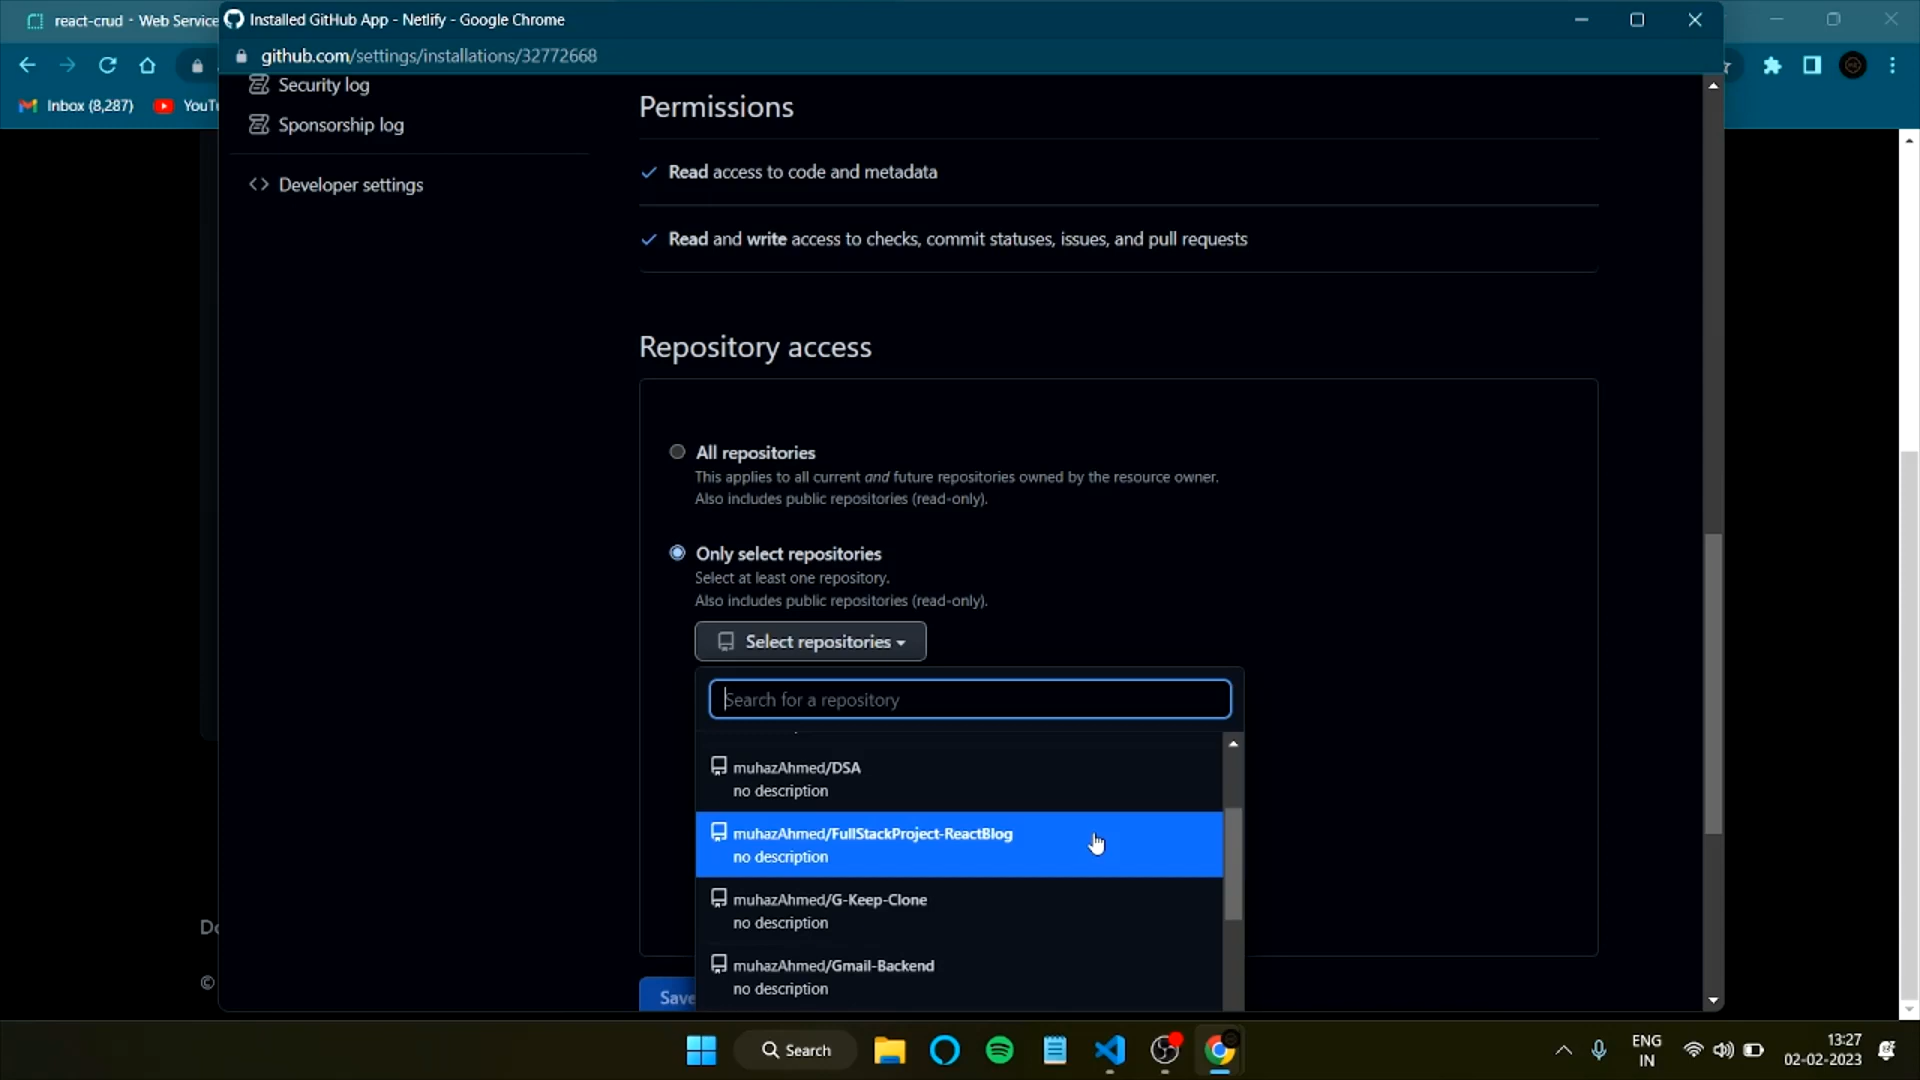 react-crud - Web Service
Installed GitHub App - Netlify - Google Chrome
github.com/settings/installations/32772668
Inbox (8,287)
Security log
Sponsorship log
Developer settings
Permissions
Read access to code and metadata
Read and write access to checks, commit statuses, issues, and pull requests
Repository access
All repositories
This applies to all current and future repositories owned by the resource owner.
Also includes public repositories (read-only).
Only select repositories
Select at least one repository.
Also includes public repositories (read-only).
Select repositories
Search for a repository
muhazAhmed/DSA
no description
muhazAhmed/FullStackProject-ReactBlog
no description
muhazAhmed/G-Keep-Clone
no description
muhazAhmed/Gmail-Backend
no description
Save
©
Search
ENG
IN
13:27
02-02-2023